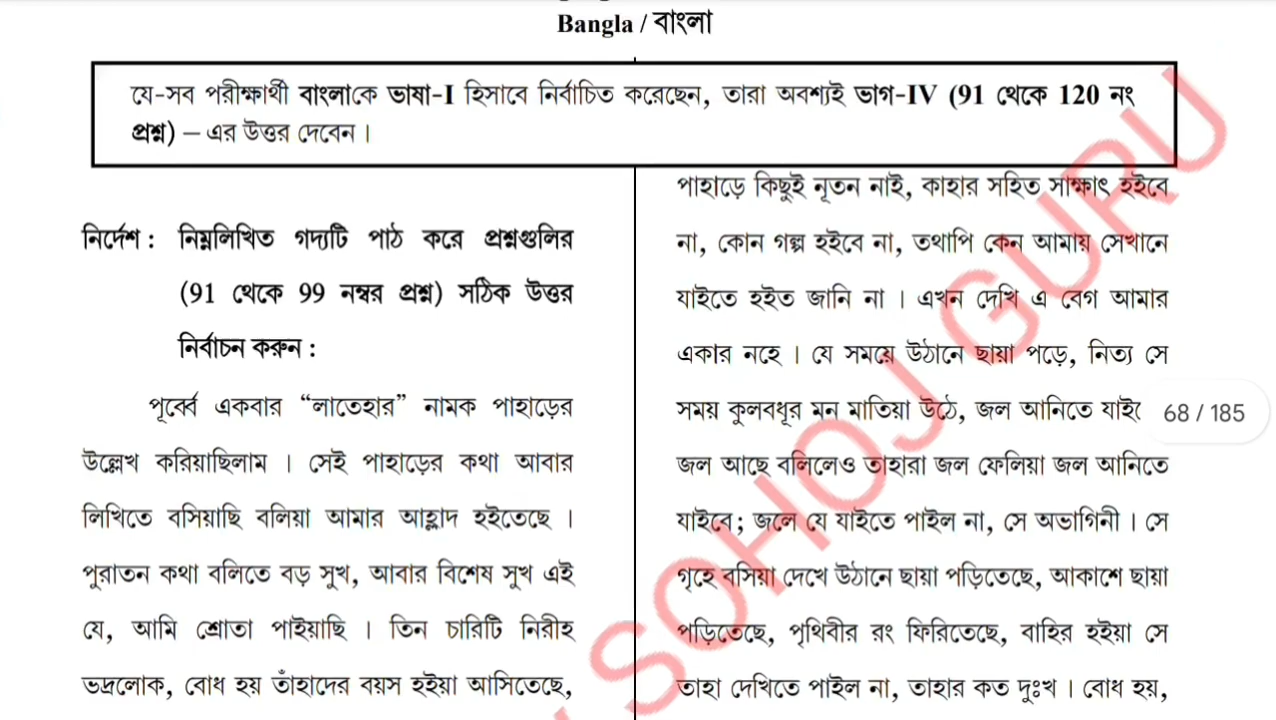 Bangla / বাংলা
যে-সব পরীক্ষার্থী বাংলাকে ভাষা-I হিসাবে নির্বাচিত করেছেন, তারা অবশ্যই ভাগ-IV (91 থেকে 120 নং
প্রশ্ন) – এর উত্তর দেবেন ।
নির্দেশ : নিম্নলিখিত গদ্যটি পাঠ করে প্রশ্নগুলির
(91 থেকে 99 নম্বর প্রশ্ন) সঠিক উত্তর
নির্বাচন করুন :
পূর্ব্বে একবার “লাতেহার” নামক পাহাড়ের
উল্লেখ করিয়াছিলাম । সেই পাহাড়ের কথা আবার
লিখিতে বসিয়াছি বলিয়া আমার আহ্লাদ হইতেছে ।
পুরাতন কথা বলিতে বড় সুখ, আবার বিশেষ সুখ এই
যে, আমি শ্রোতা পাইয়াছি । তিন চারিটি নিরীহ
ভদ্রলোক, বোধ হয় তাঁহাদের বয়স হইয়া আসিতেছে,
পাহাড়ে কিছুই নূতন নাই, কাহার সহিত সাক্ষাৎ হইবে
না, কোন গল্প হইবে না, তথাপি কেন আমায় সেখানে
যাইতে হইত জানি না । এখন দেখি এ বেগ আমার
একার নহে । যে সময়ে উঠানে ছায়া পড়ে, নিত্য সে
সময় কুলবধূর মন মাতিয়া উঠে, জল আনিতে যাইে
68 / 185
জল আছে বলিলেও তাহারা জল ফেলিয়া জল আনিতে
যাইবে; জলে যে যাইতে পাইল না, সে অভাগিনী । সে
গৃহে বসিয়া দেখে উঠানে ছায়া পড়িতেছে, আকাশে ছায়া
পড়িতেছে, পৃথিবীর রং ফিরিতেছে, বাহির হইয়া সে
তাহা দেখিতে পাইল না, তাহার কত দুঃখ । বোধ হয়,
SOHOJ GURU